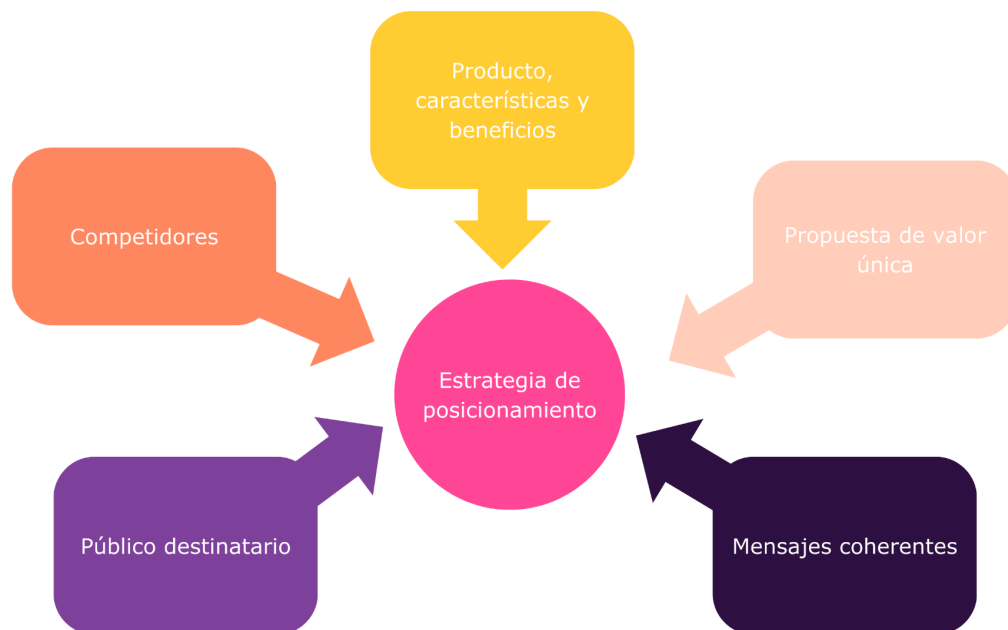 Producto,
características y
beneficios
Competidores
Propuesta de valor
única
Estrategia de
posicionamiento
Público destinatario
Mensajes coherentes